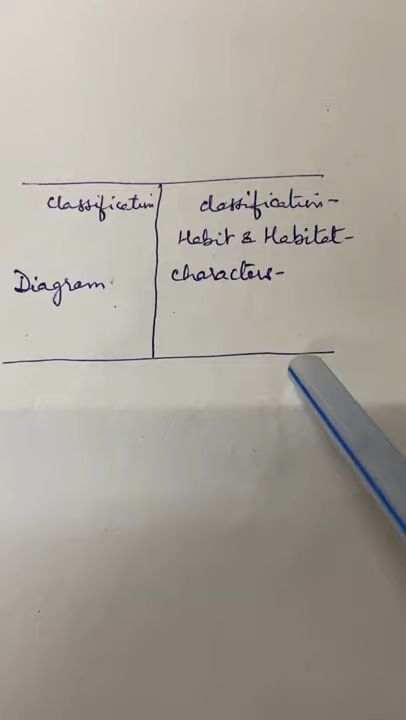 Classification
Diagram
classification-
Habit & Habitat-
characters-